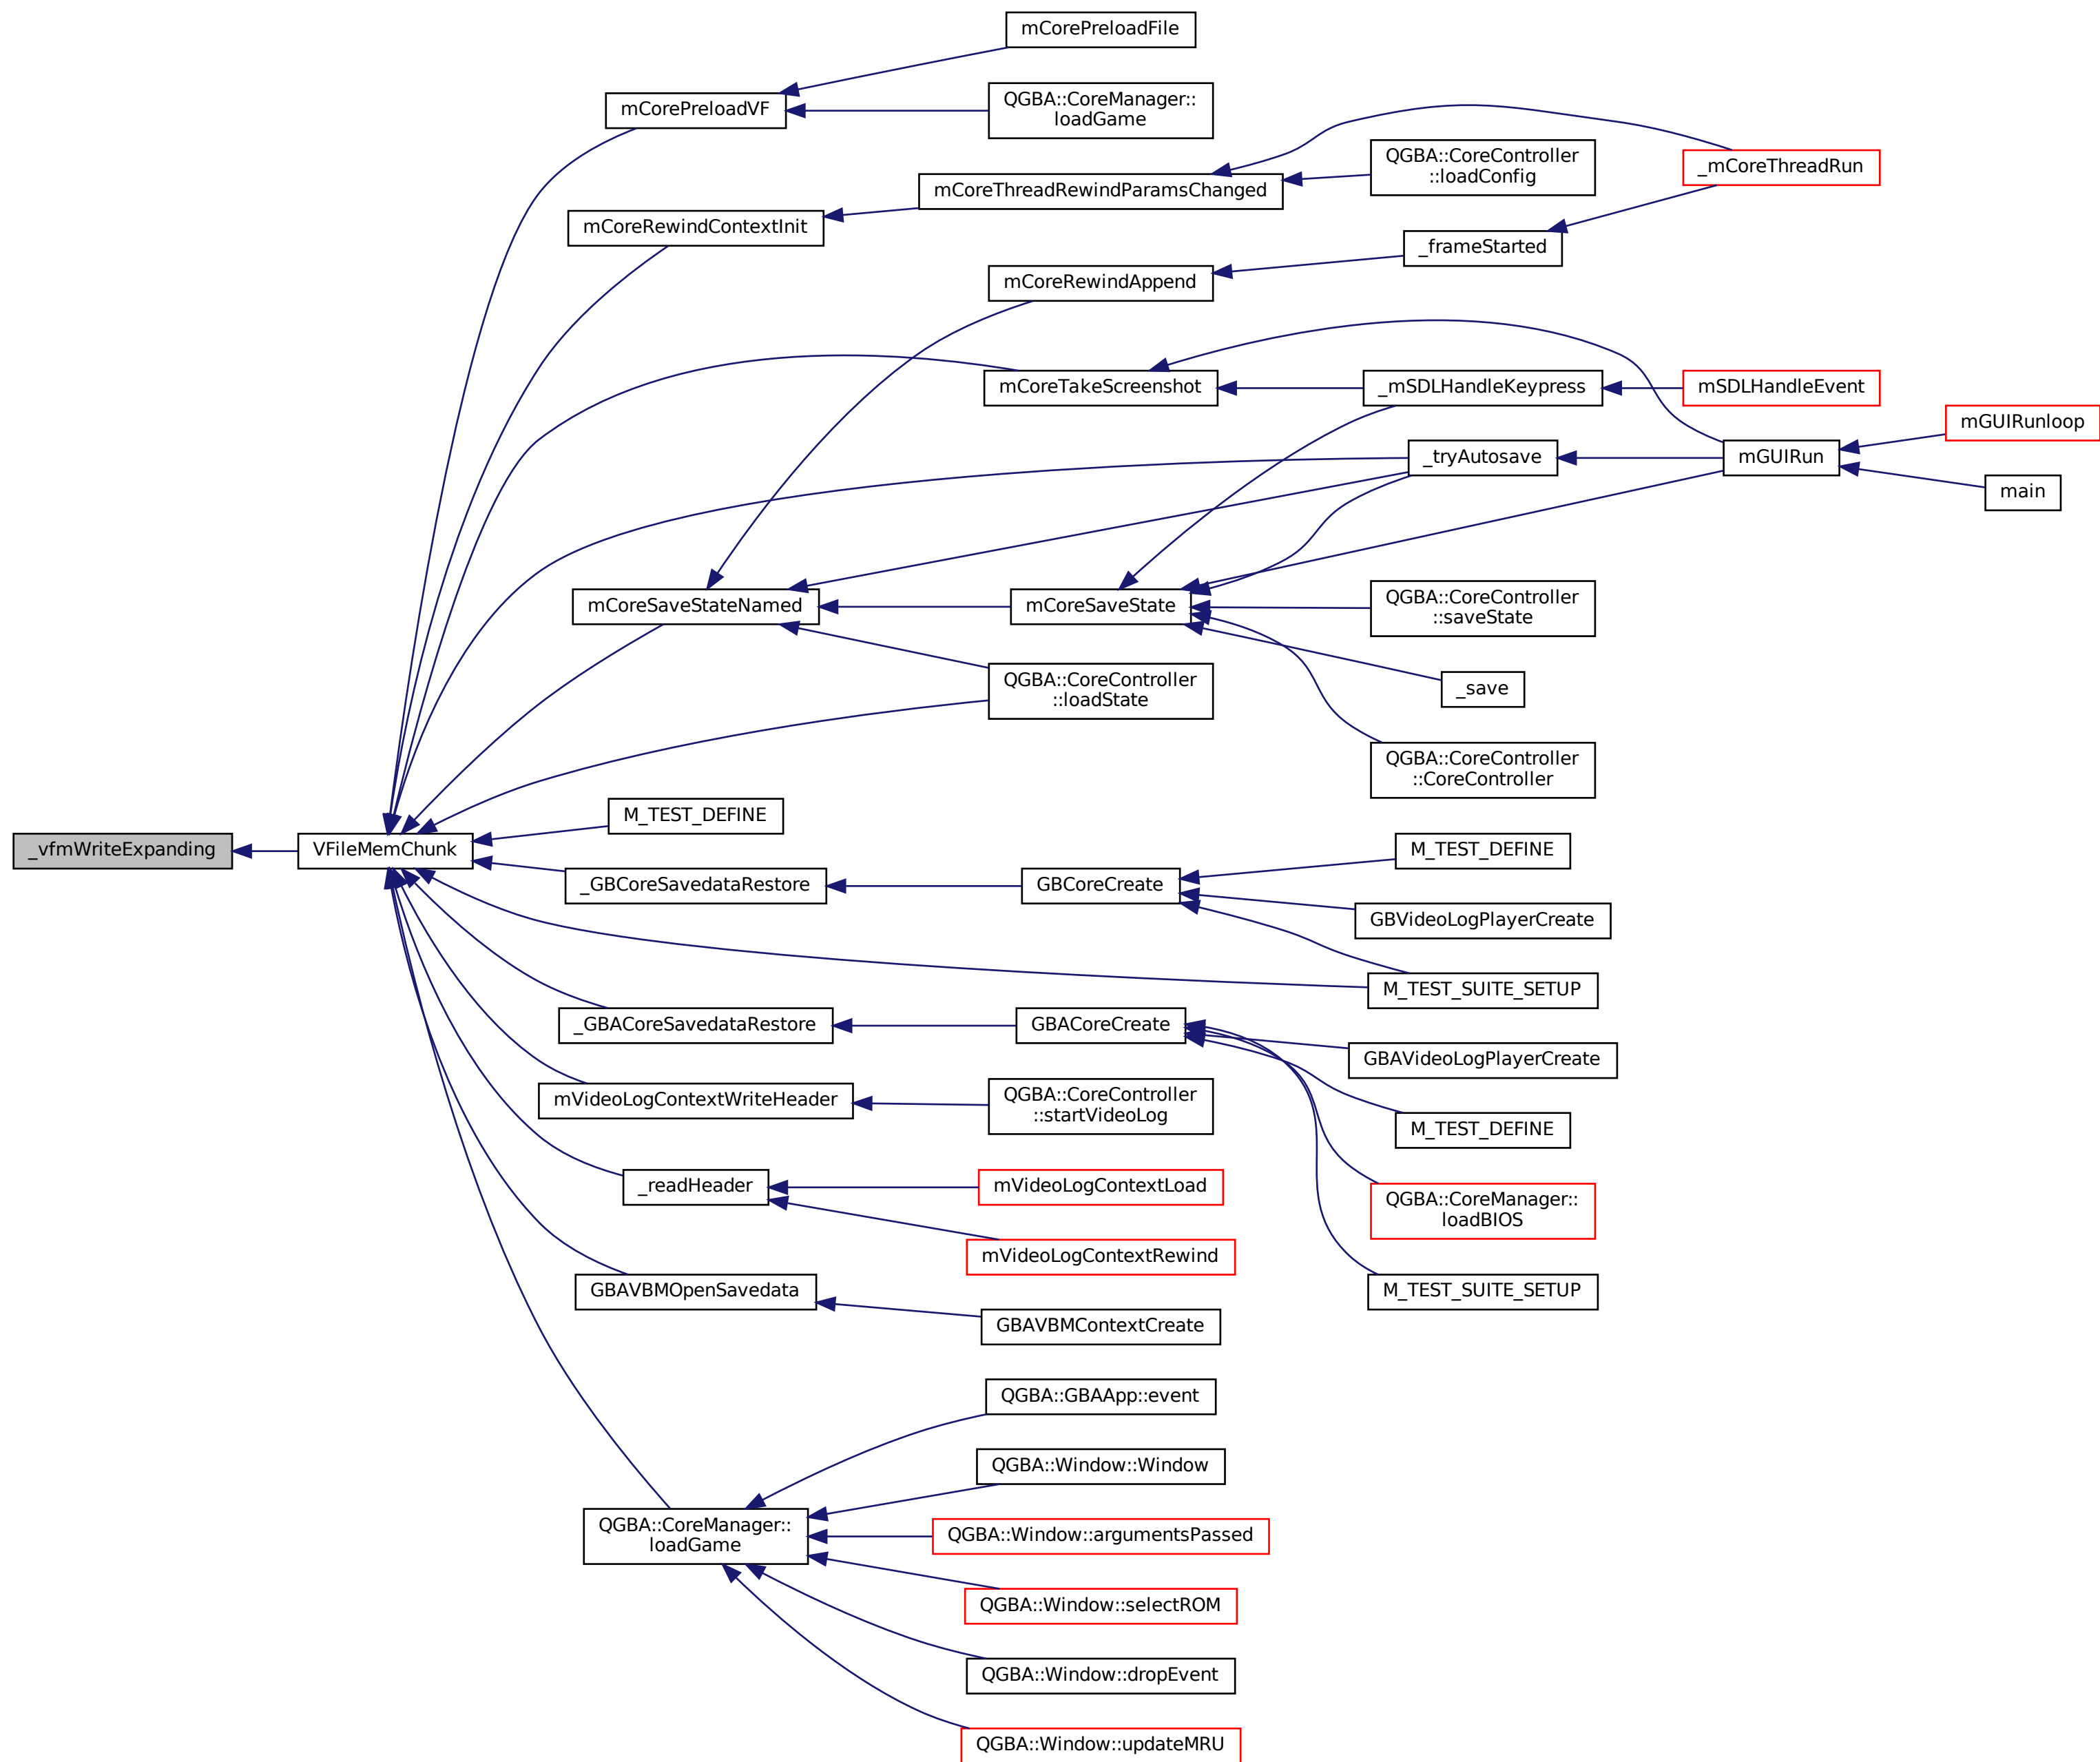 mCorePreloadFile
QGBA::CoreManager::
loadGame
mCorePreloadVF
QGBA::CoreController
::loadConfig
_mCoreThreadRun
mCoreThreadRewindParamsChanged
mCoreRewindContextInit
_frameStarted
mCoreRewindAppend
mCoreTakeScreenshot
_mSDLHandleKeypress
mSDLHandleEvent
mGUIRunloop
_tryAutosave
mGUIRun
main
mCoreSaveStateNamed
mCoreSaveState
QGBA::CoreController
::saveState
QGBA::CoreController
::loadState
_save
QGBA::CoreController
::CoreController
M_TEST_DEFINE
_vfmWriteExpanding
VFileMemChunk
M_TEST_DEFINE
_GBCoreSavedataRestore
GBCoreCreate
GBVideoLogPlayerCreate
M_TEST_SUITE_SETUP
_GBACoreSavedataRestore
GBACoreCreate
GBAVideoLogPlayerCreate
mVideoLogContextWriteHeader
QGBA::CoreController
::startVideoLog
M_TEST_DEFINE
_readHeader
mVideoLogContextLoad
QGBA::CoreManager::
loadBIOS
mVideoLogContextRewind
GBAVBMOpenSavedata
M_TEST_SUITE_SETUP
GBAVBMContextCreate
QGBA::GBAApp::event
QGBA::Window::Window
QGBA::CoreManager::
loadGame
QGBA::Window::argumentsPassed
QGBA::Window::selectROM
QGBA::Window::dropEvent
QGBA::Window::updateMRU